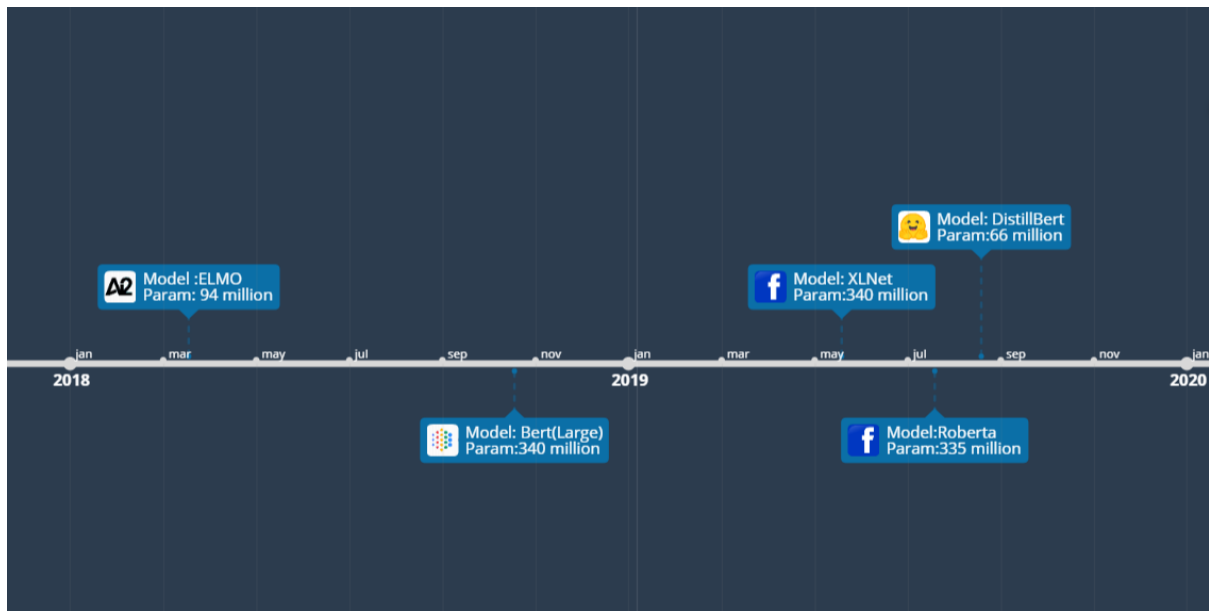 Model: DistillBert
Param:66 million
Model :ELMO
Param: 94 million
Model: XLNet
Param:340 million
jan mar may jul sep nov jan mar may jul sep nov jan
2018 2019 2020
Model: Bert(Large)
Param:340 million
Model:Roberta
Param:335 million